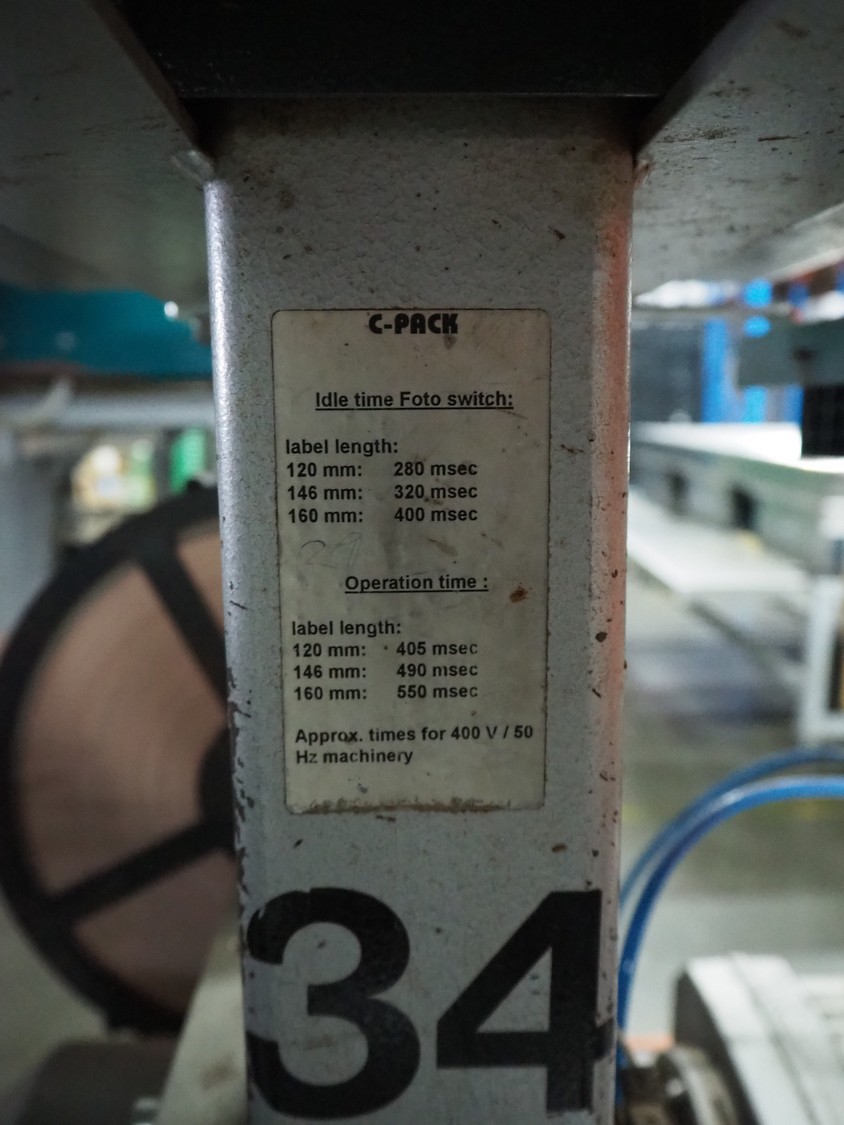 C-PACK
Idle time Foto switch:
label length:
120 mm: 280 msec
146 mm: 320 msec
160 mm: 400 msec
Operation time :
label length:
120 mm: 405 msec
146 mm: 490 msec
160 mm: 550 msec
Approx. times for 400 V / 50
Hz machinery
34